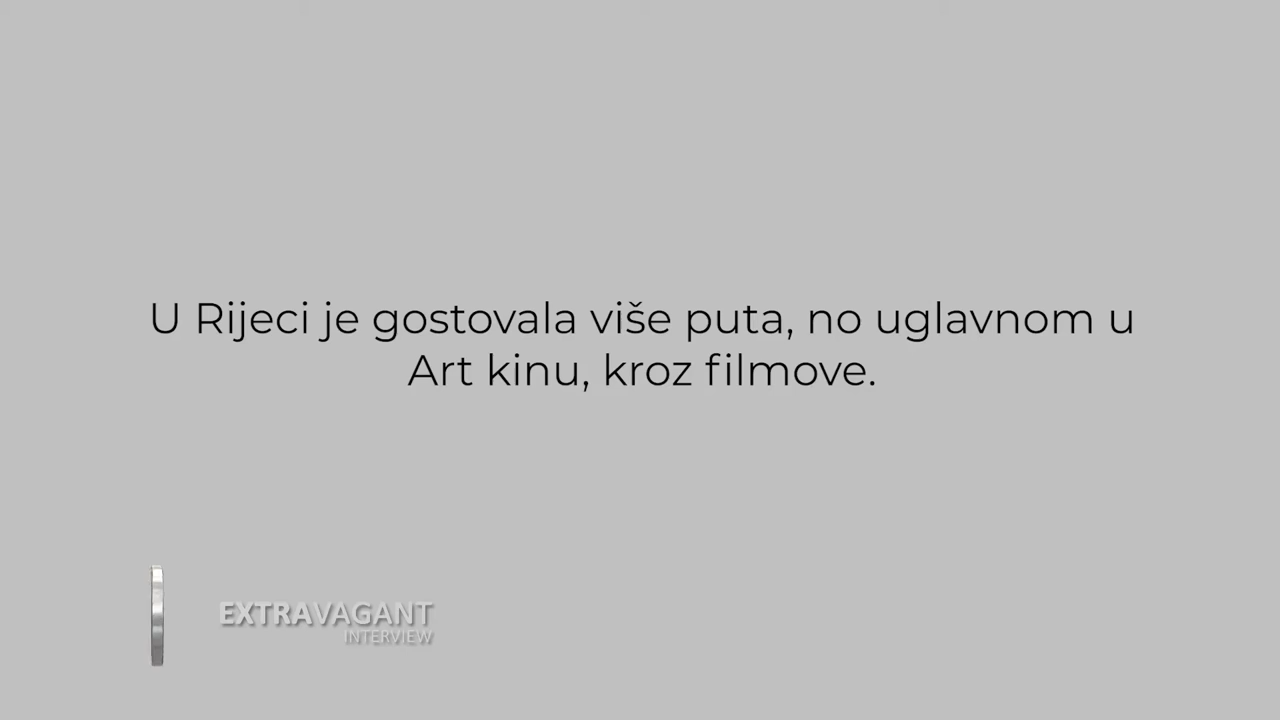 U Rijeci je gostovala više puta, no uglavnom u
Art kinu, kroz filmove.
EXTRAVAGANT
INTERVIEW